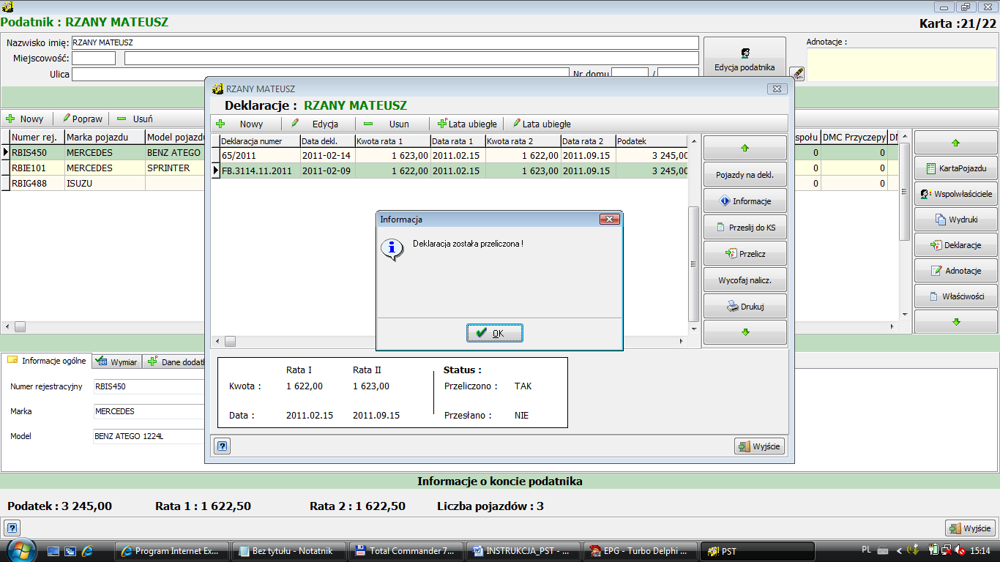 Podatnik : RZANY MATEUSZ
Karta :21/22
Nazwisko imię: RZANY MATEUSZ
Miejscowość:
Ulica
Nr domu /
Edycja podatnika
Adnotacje :
Nowy Popraw Usuń
Numer rej. Marka pojazdu Model pojazdu
RBIS450 MERCEDES BENZ ATEGO
RBIE101 MERCEDES SPRINTER
RBIG488 ISUZU
społu DMC Przyczepy
0 0
0 0
0 0
KartaPojazdu
Wspolwłaściciele
Wydruki
Deklaracje
Adnotacje
Właściwości
RZANY MATEUSZ
Deklaracje : RZANY MATEUSZ
Nowy Edycja Usun Lata ubiegłe Lata ubiegłe
Deklaracja numer Data dekl. Kwota rata 1 Data rata 1 Kwota rata 2 Data rata 2 Podatek
65/2011 2011-02-14 1 623,00 2011.02.15 1 622,00 2011.09.15 3 245,00
FB.3114.11.2011 2011-02-09 1 622,00 2011.02.15 1 623,00 2011.09.15 3 245,00
Pojazdy na dekl.
Informacje
Prześlij do KS
Przelicz
Wycofaj nalicz.
Drukuj
Informacja
Deklaracja została przeliczona !
OK
Rata I Rata II Status :
Kwota : 1 622,00 1 623,00 Przeliczono : TAK
Data : 2011.02.15 2011.09.15 Przesłano : NIE
? Wyjście
Informacje ogólne Wymiar Dane dodatk
Numer rejestracyjny RBIS450
Marka MERCEDES
Model BENZ ATEGO 1224L
Informacje o koncie podatnika
Podatek : 3 245,00 Rata 1 : 1 622,50 Rata 2 : 1 622,50 Liczba pojazdów : 3
? Wyjście
Program Internet Ex... Bez tytułu - Notatnik Total Commander 7.... INSTRUKCJA_PST - ... EPG - Turbo Delphi ... PST PL 15:14